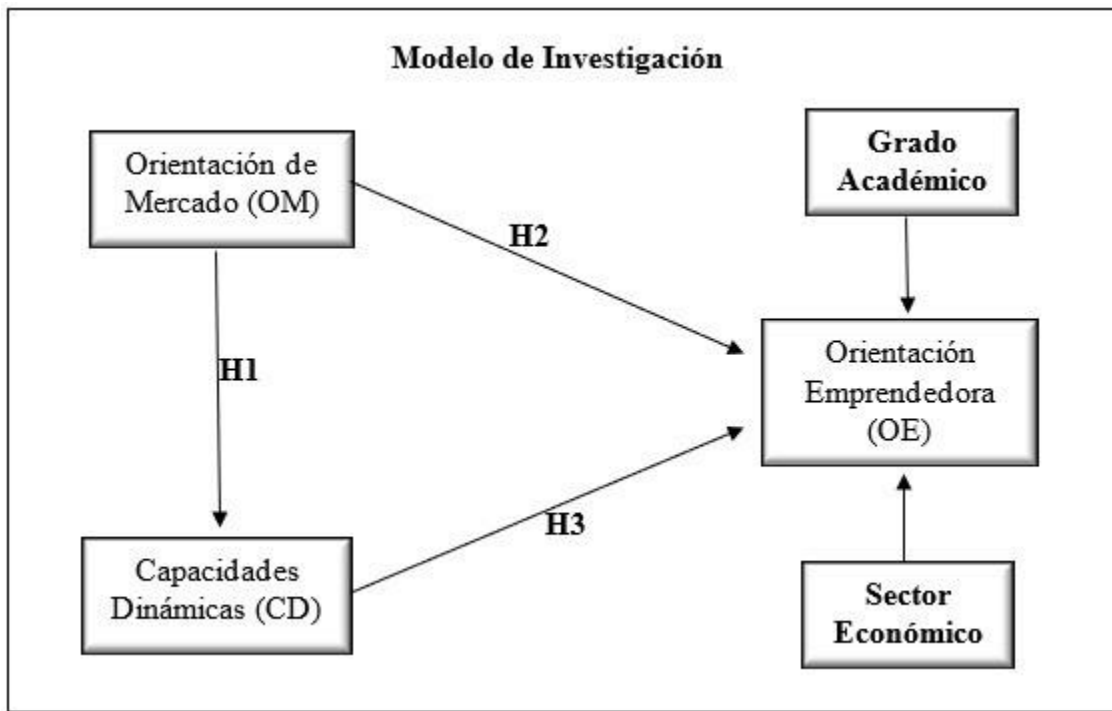 Modelo de Investigación
Orientación de
Mercado (OM)
Grado
Académico
H2
H1
Orientación
Emprendedora
(OE)
H3
Capacidades
Dinámicas (CD)
Sector
Económico